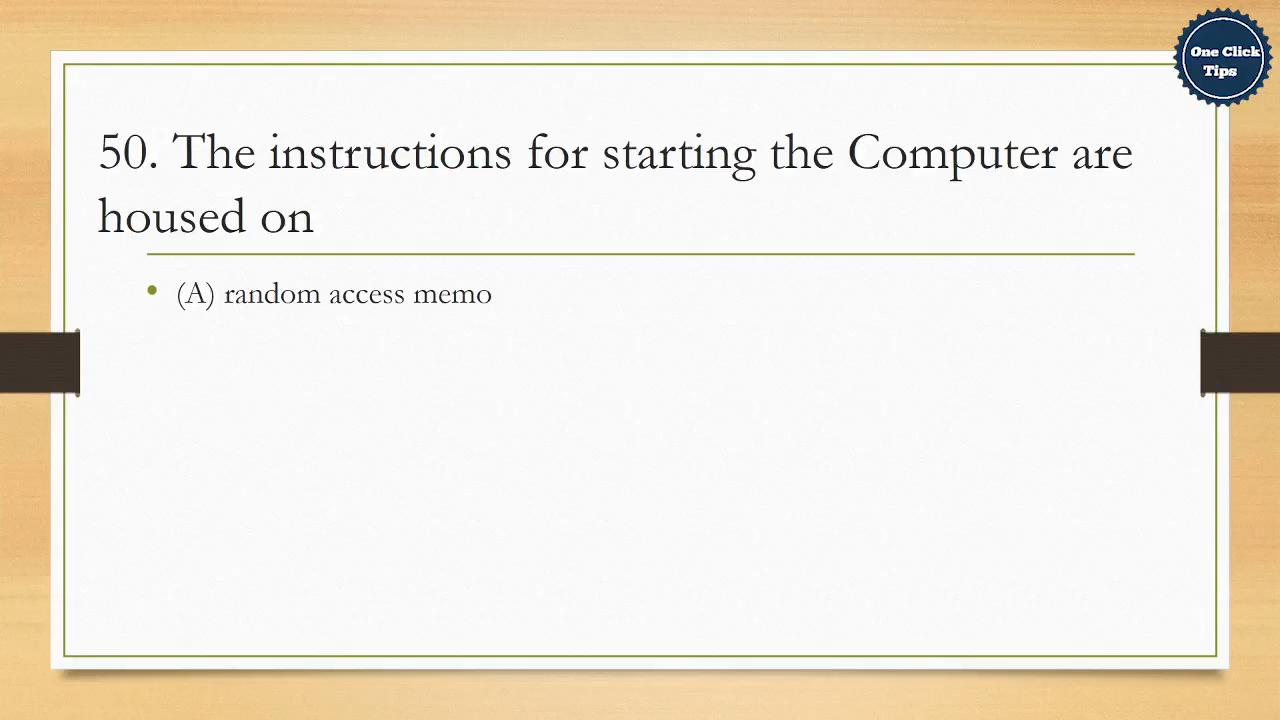 One Click
Tips
50. The instructions for starting the Computer are
housed on
• (A) random access memo